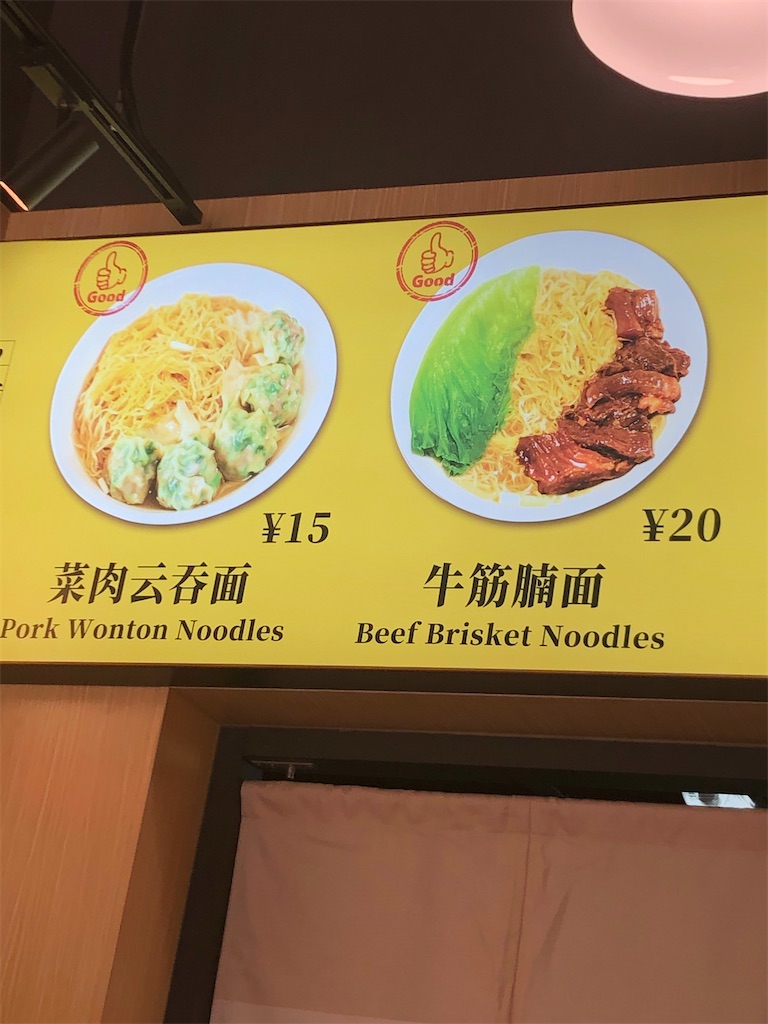 Good
Good
¥15
¥20
菜肉云吞面
牛筋腩面
Pork Wonton Noodles
Beef Brisket Noodles